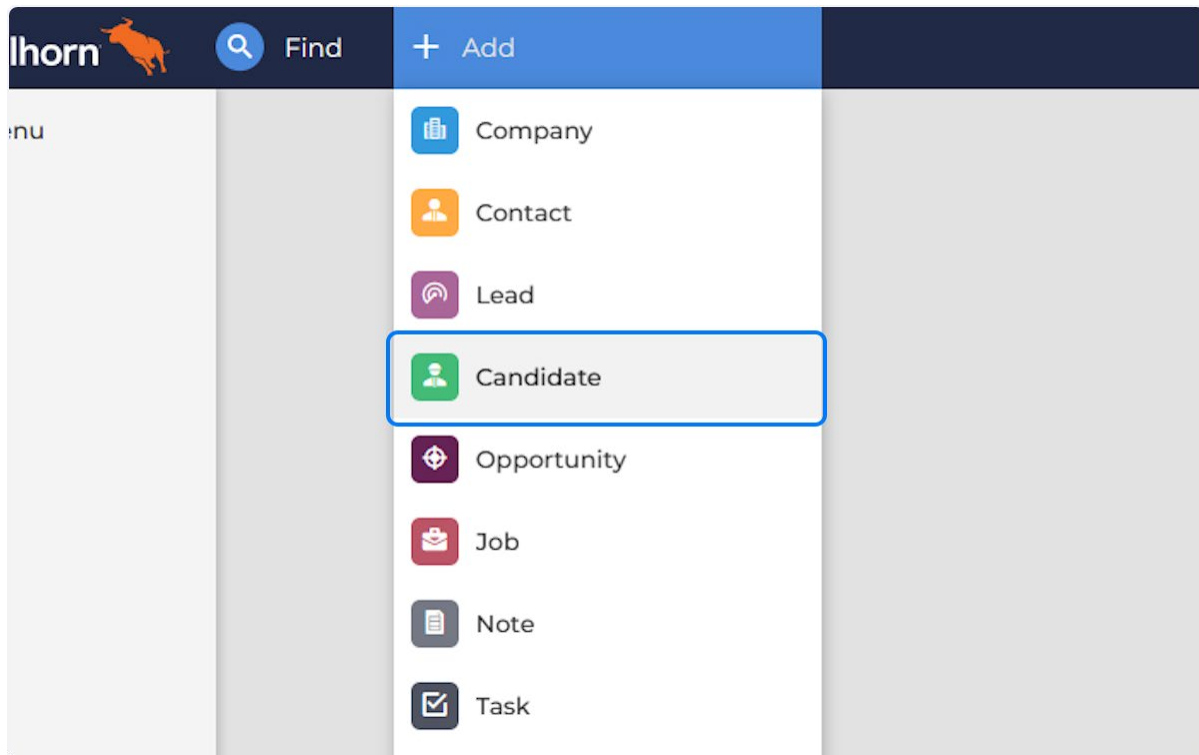 lhorn
Find
+ Add
enu
Company
Contact
Lead
Candidate
Opportunity
Job
Note
Task